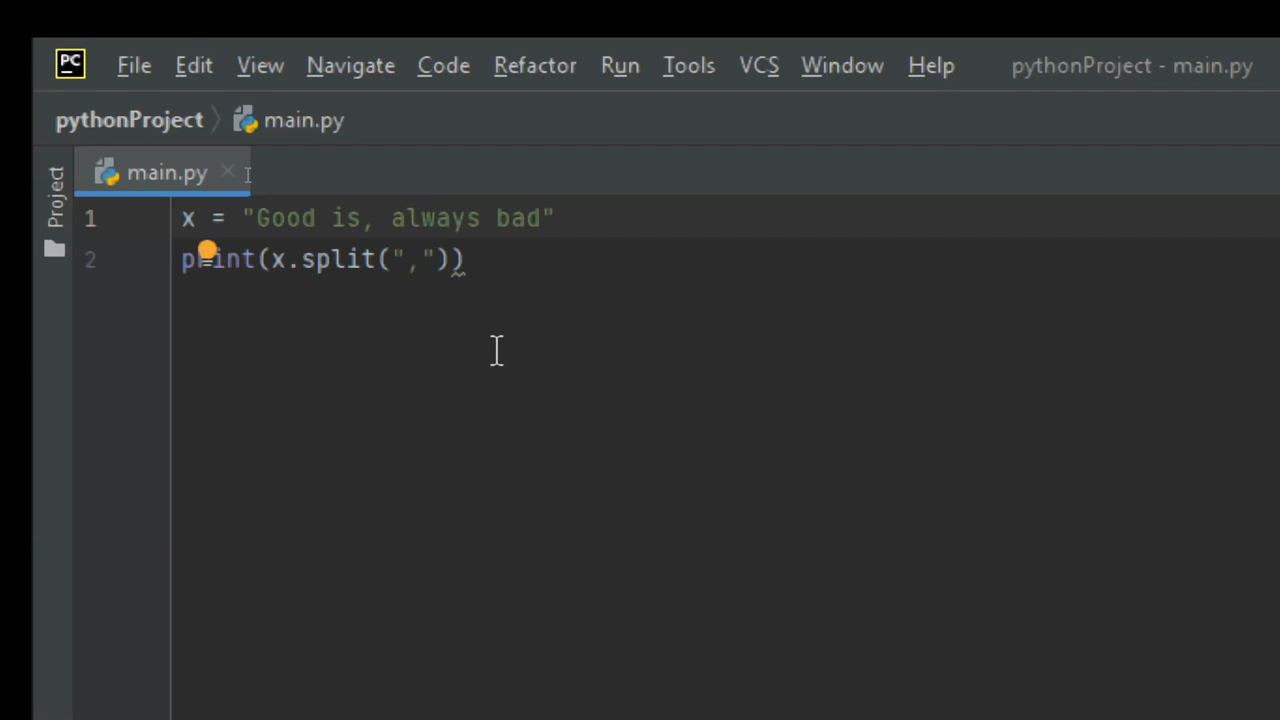 PC File Edit View Navigate Code Refactor Run Tools VCS Window Help pythonProject - main.py
pythonProject main.py
Project
main.py
1 x = "Good is, always bad"
2 print(x.split(","))